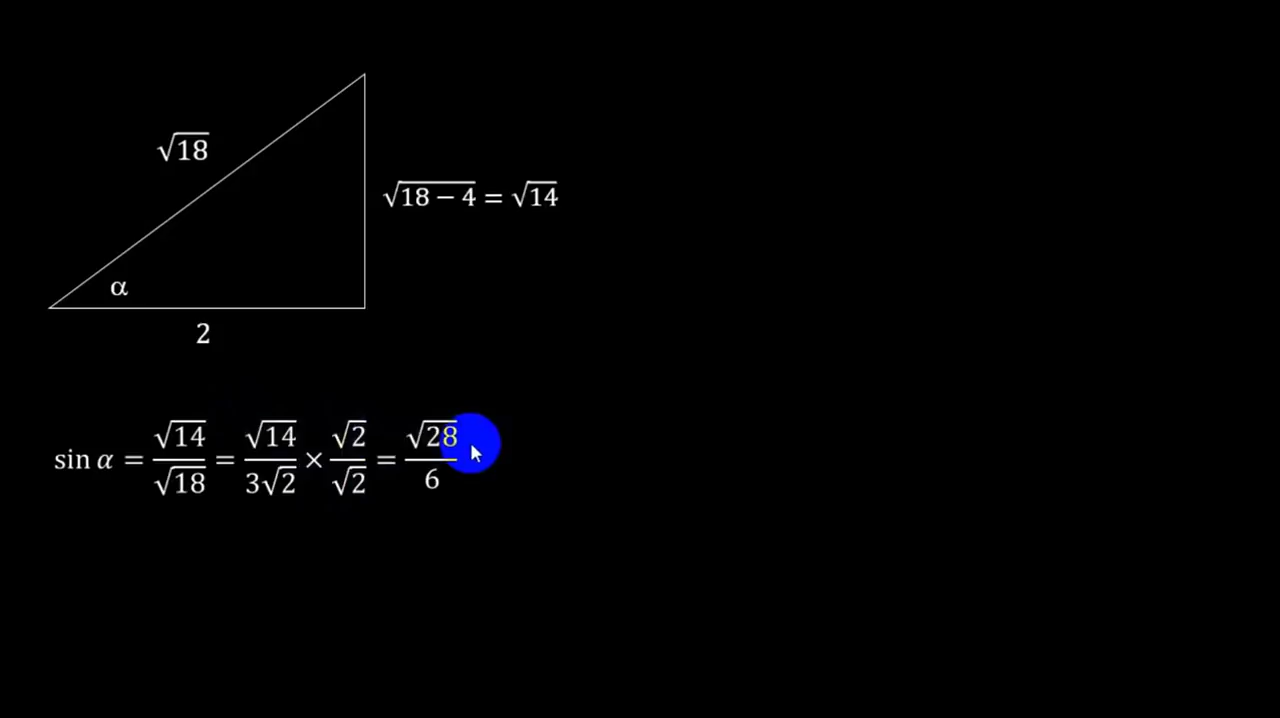 √18
√18 − 4 = √14
α
2
sin α = √14/√18 = √14/3√2 × √2/√2 = √28/6